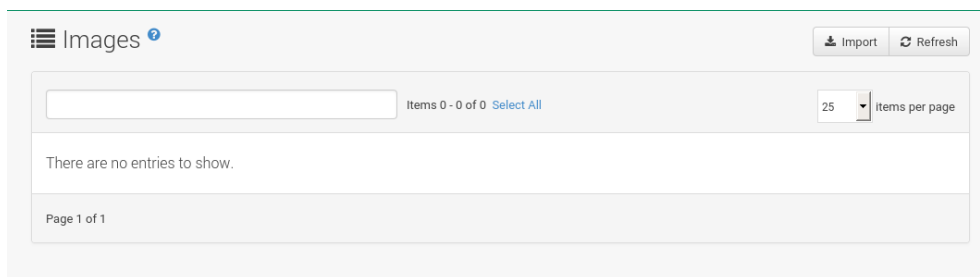 Images ?
Import Refresh
Items 0 - 0 of 0 Select All 25 items per page
There are no entries to show.
Page 1 of 1